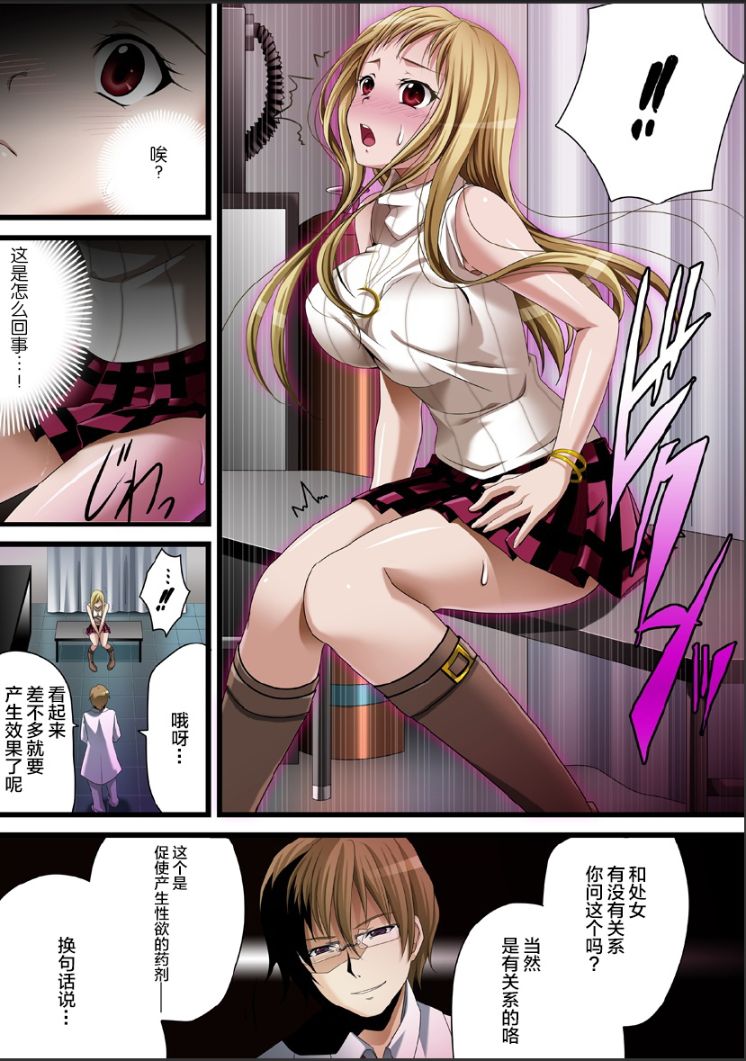 !!
ビクッ
唉?
这是怎么回事…!
じわっ
…!!
哦呀…
看起来
差不多就要
产生效果了呢
和处女
有没有关系
你问这个吗?
当然
是有关系的咯
这个是
促使产生性欲的药剂——
换句话说…